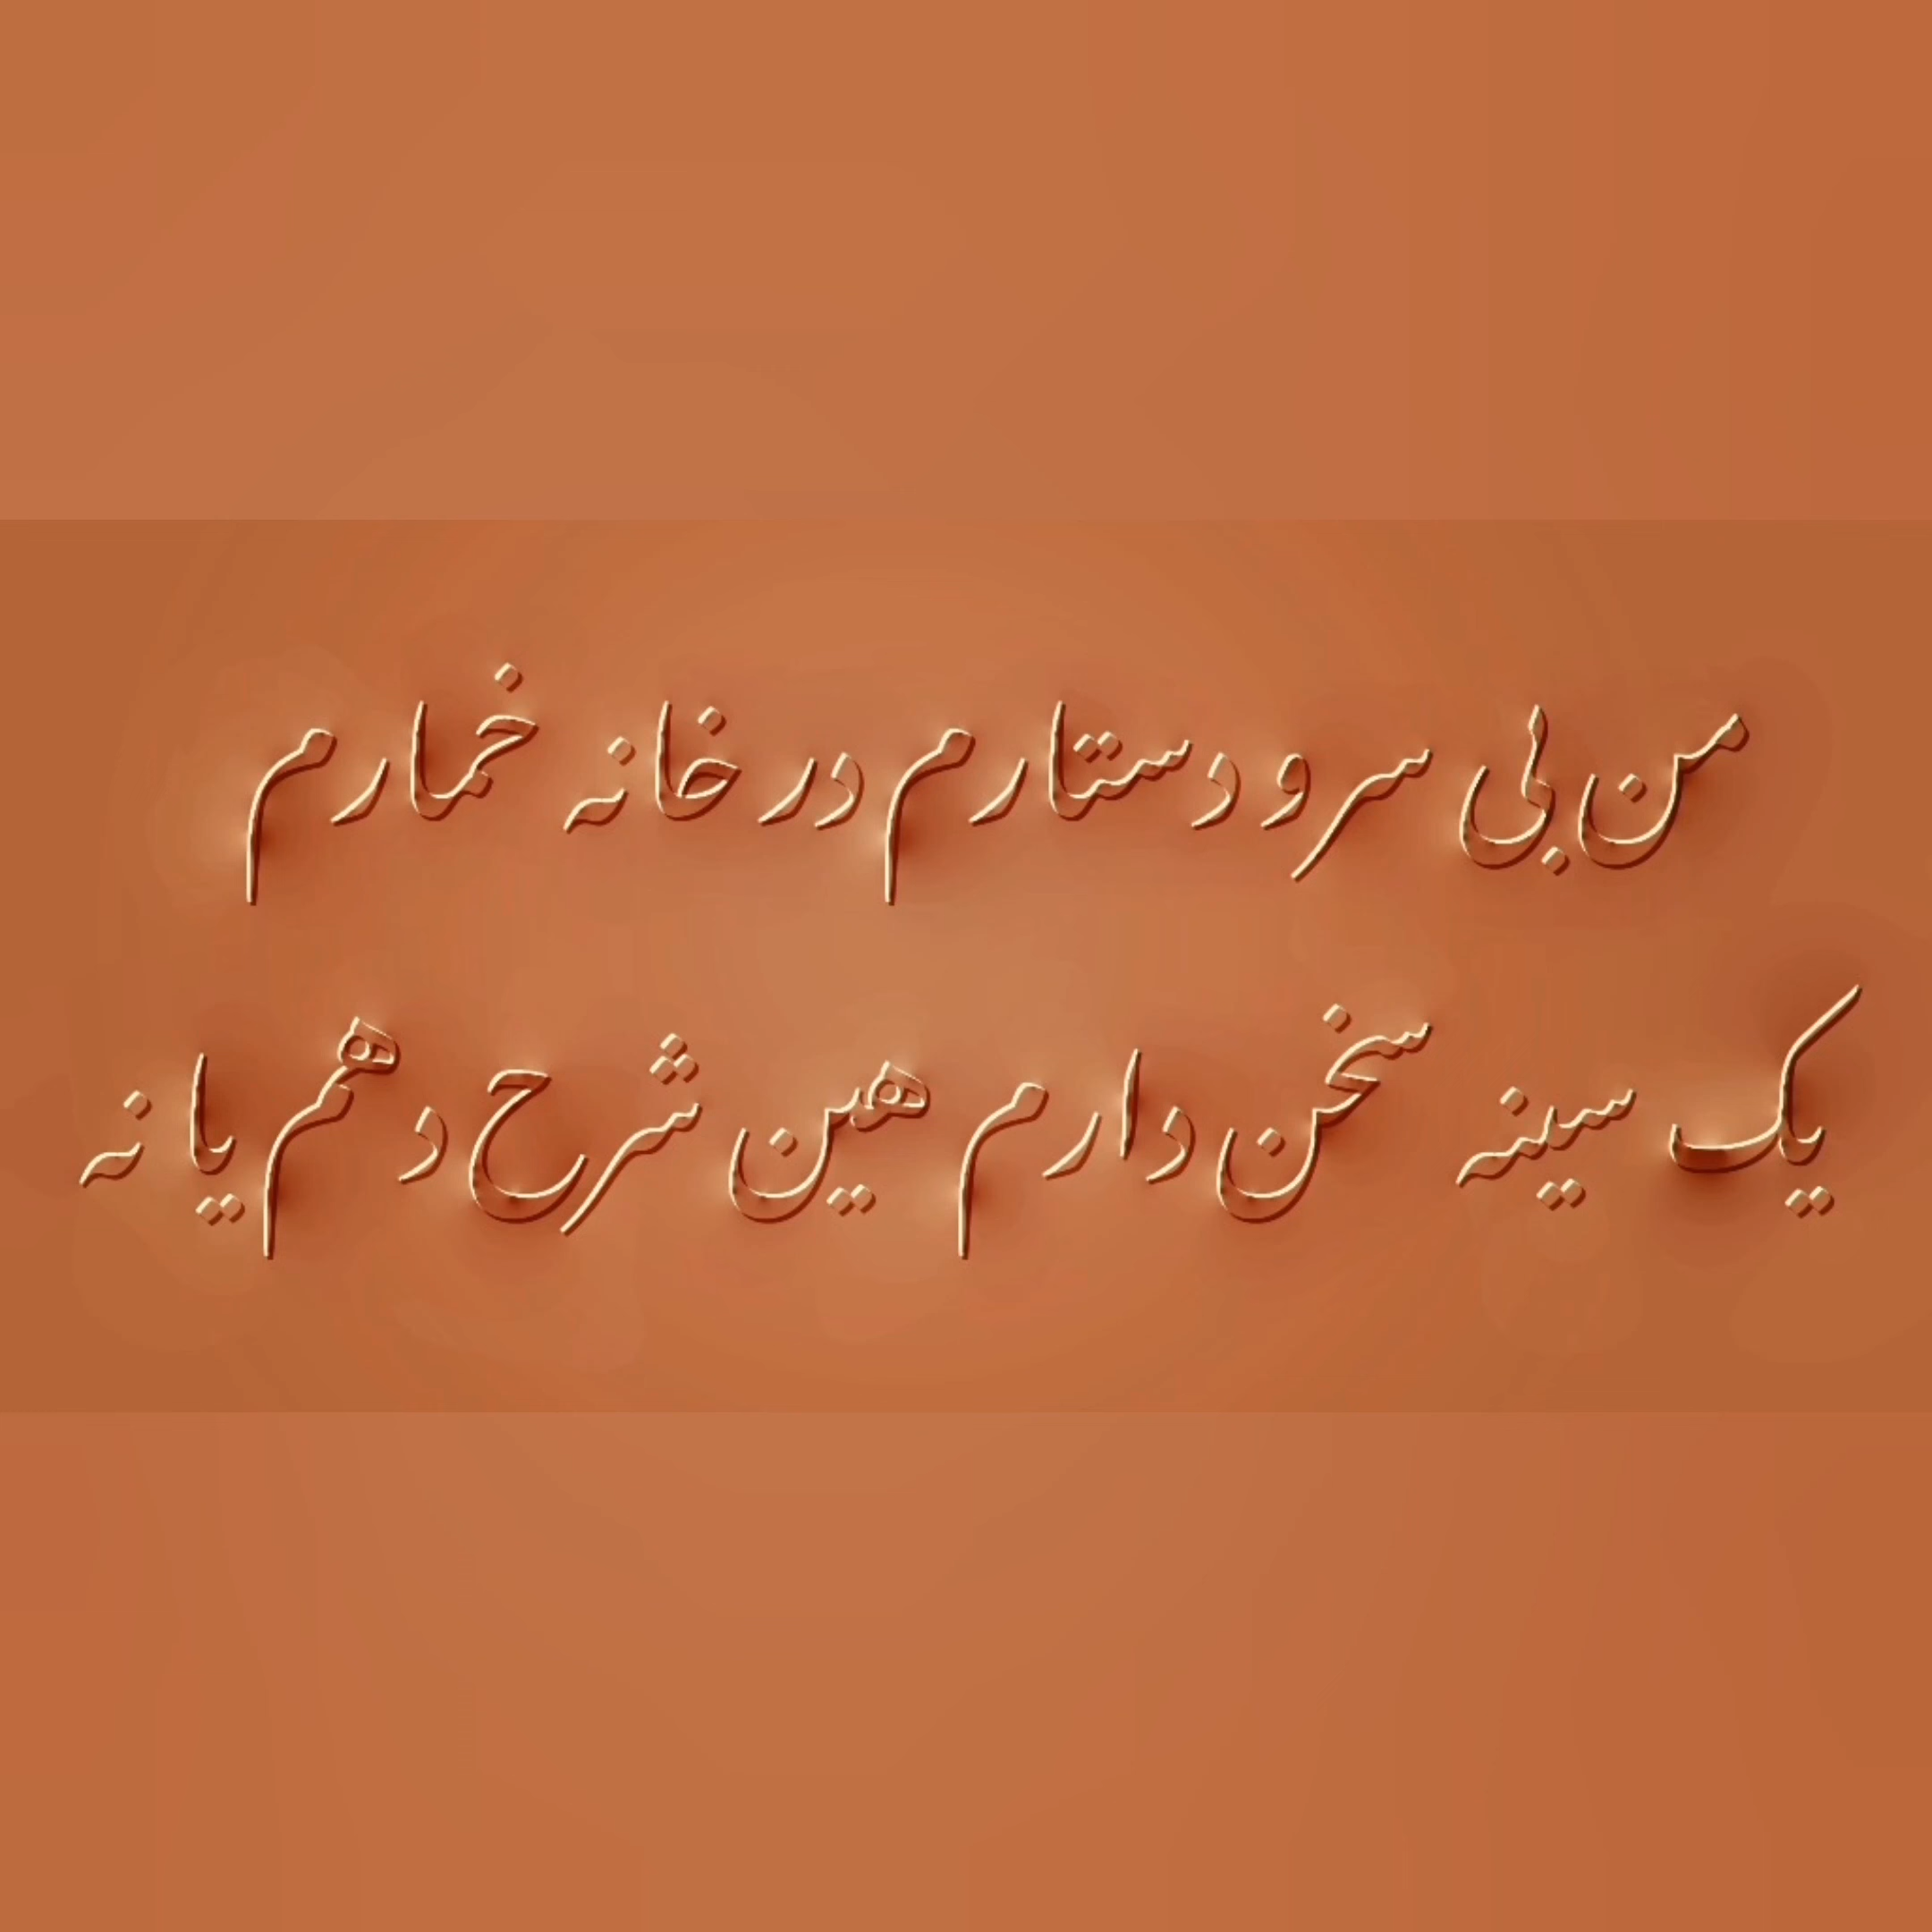 من بی سر و دستارم در خانه خمارم
یک سینه سخن دارم هین شرح دهم یا نه